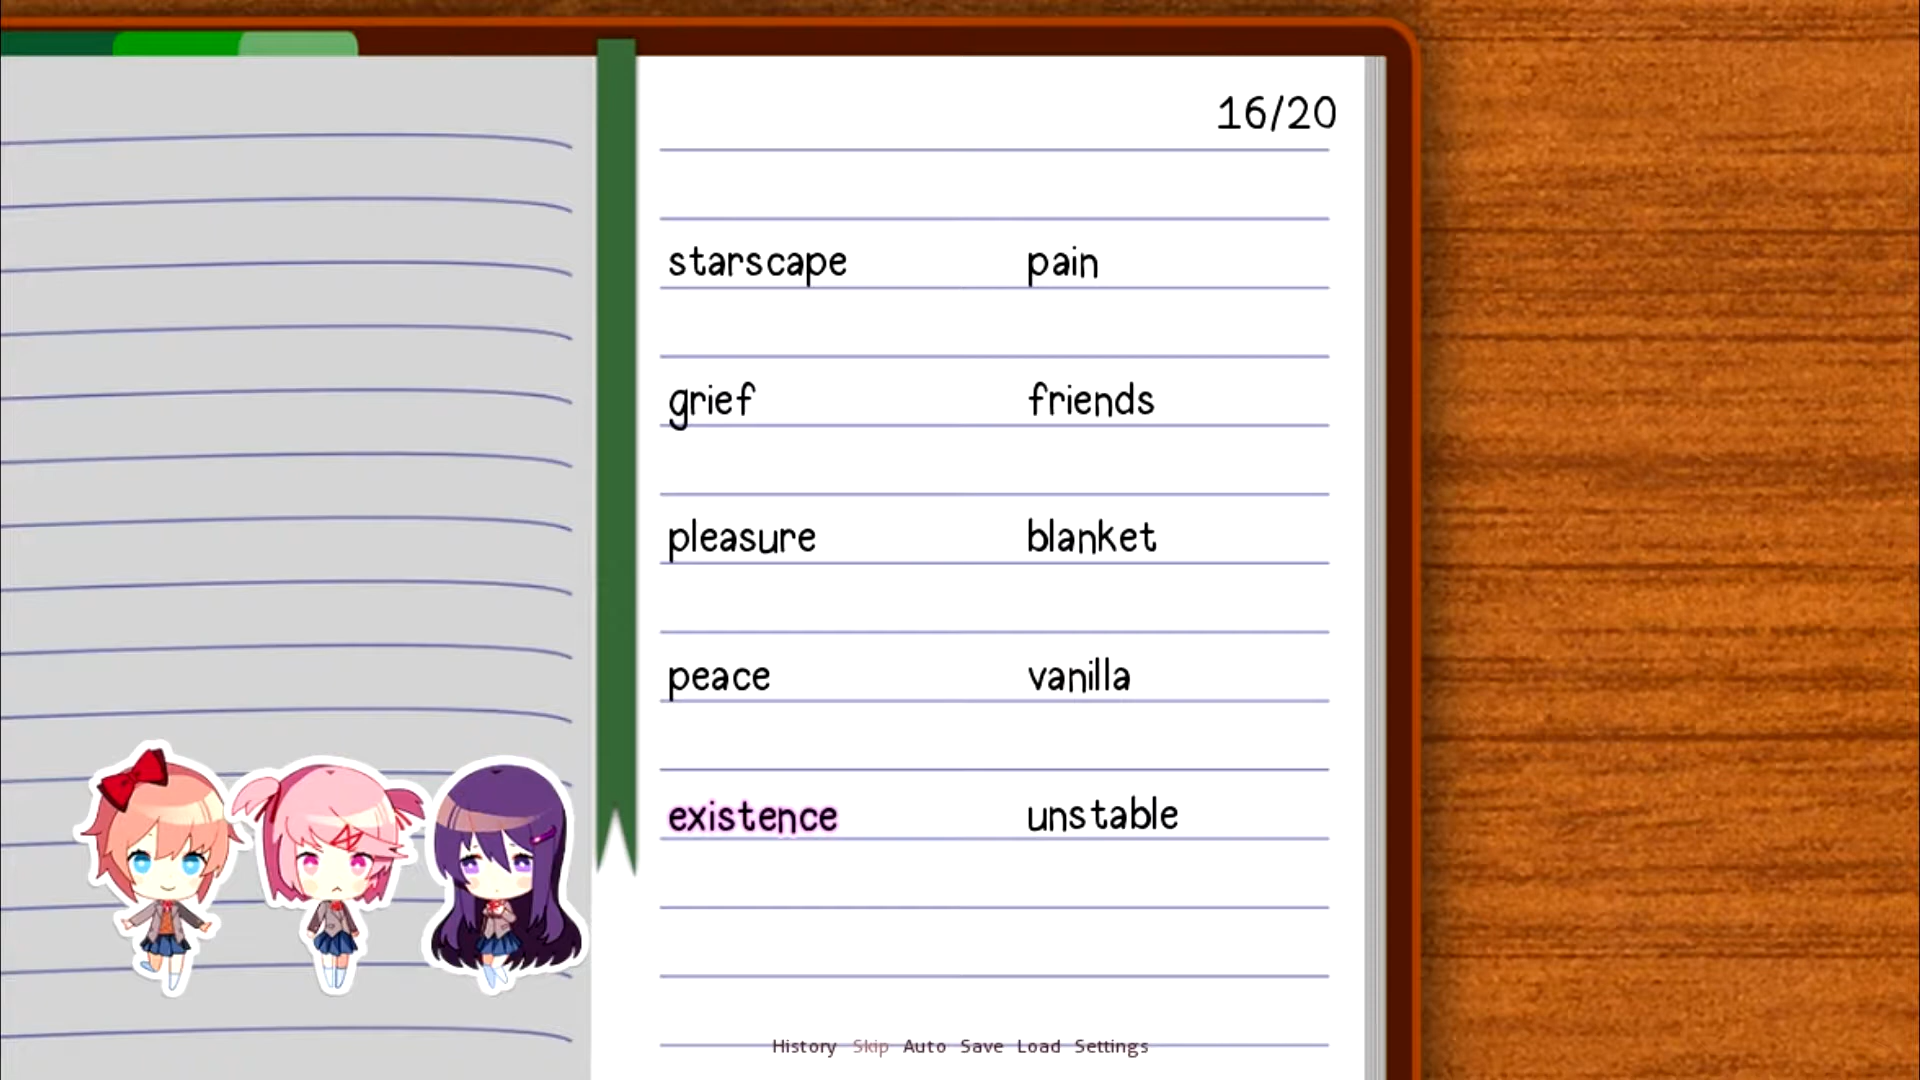 16/20
starscape pain
grief friends
pleasure blanket
peace vanilla
existence unstable
History Skip Auto Save Load Settings